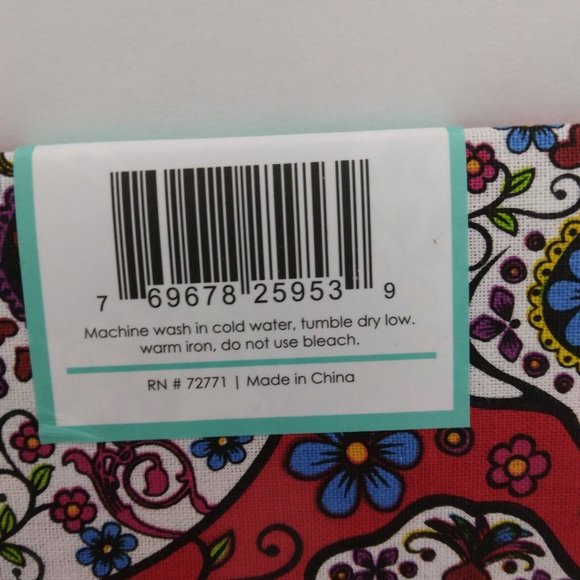 7 69678 25953 9
Machine wash in cold water, tumble dry low.
warm iron, do not use bleach.
RN # 72771 | Made in China